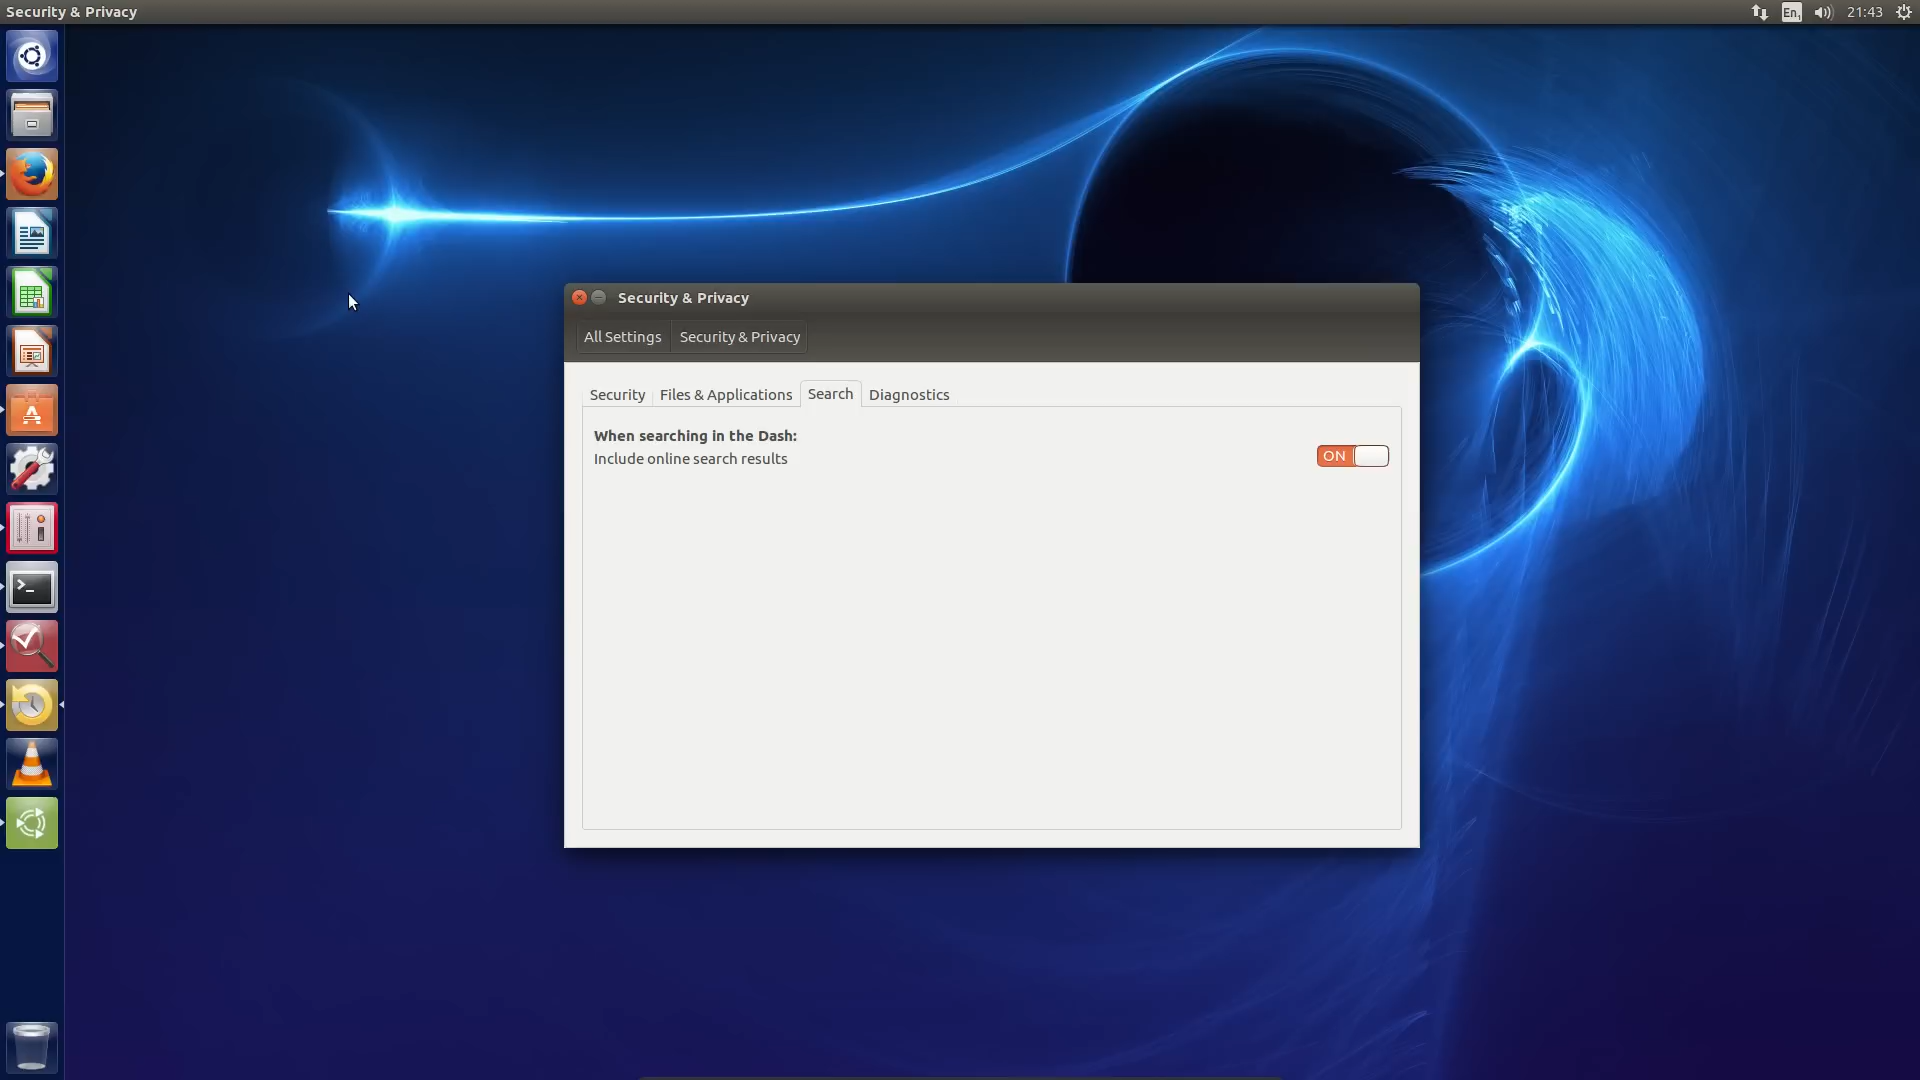 Security & Privacy
En₁
21:43
Security & Privacy
All Settings
Security & Privacy
Security
Files & Applications
Search
Diagnostics
When searching in the Dash:
Include online search results
ON